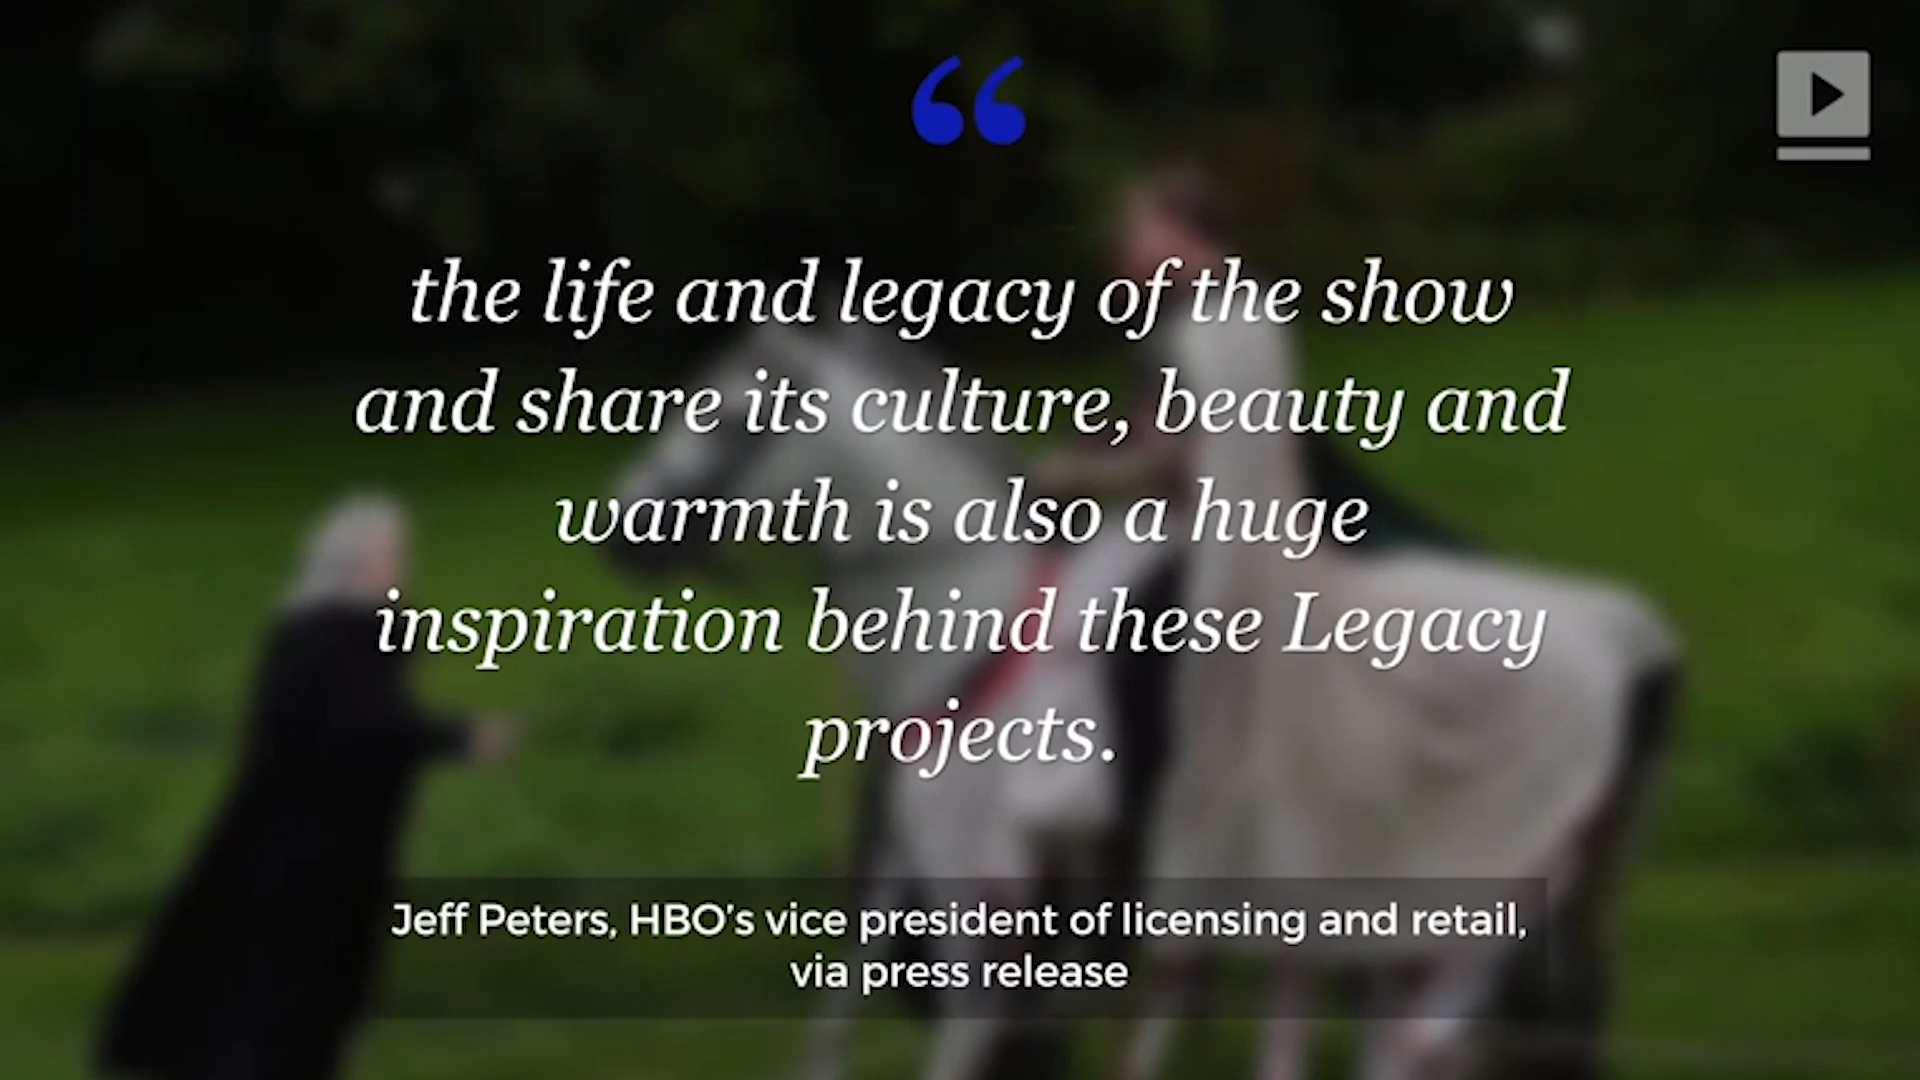 “
the life and legacy of the show
and share its culture, beauty and
warmth is also a huge
inspiration behind these Legacy
projects.
Jeff Peters, HBO's vice president of licensing and retail,
via press release